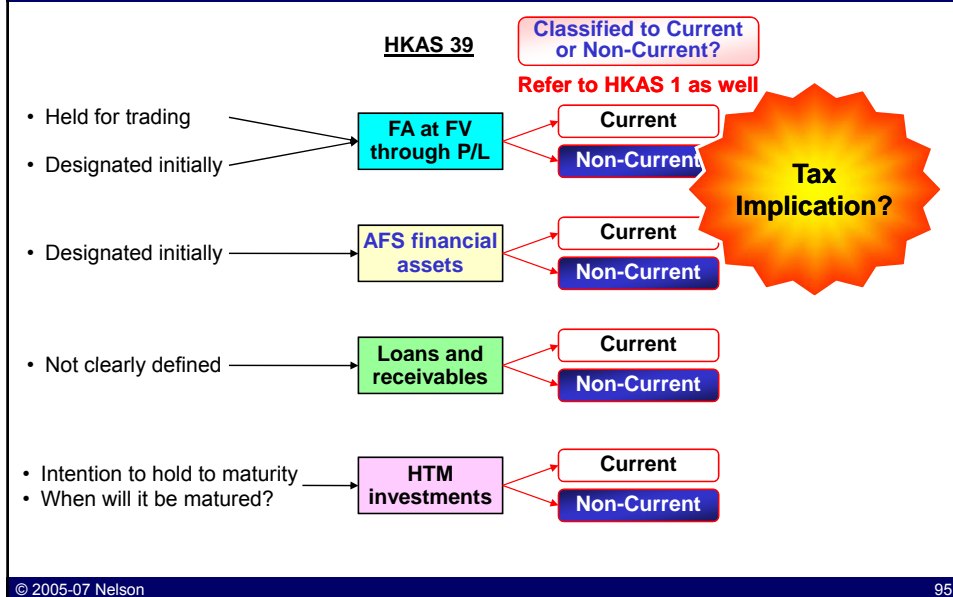 HKAS 39
Classified to Current
or Non-Current?
Refer to HKAS 1 as well
• Held for trading
• Designated initially
FA at FV
through P/L
Current
Non-Current
Tax
Implication?
• Designated initially
AFS financial
assets
Current
Non-Current
• Not clearly defined
Loans and
receivables
Current
Non-Current
• Intention to hold to maturity
• When will it be matured?
HTM
investments
Current
Non-Current
© 2005-07 Nelson
95